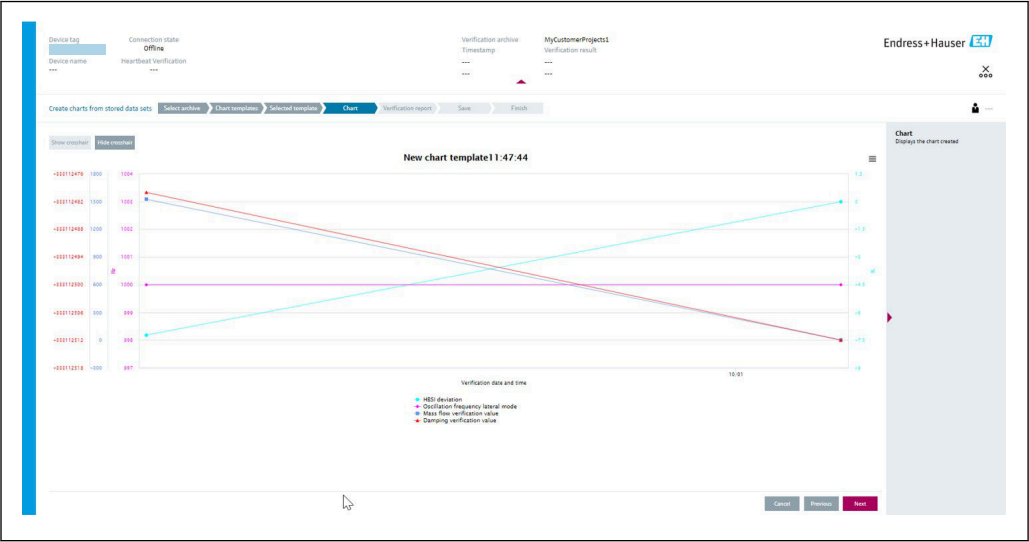 Device tag
Connection state
Offline
Device name
Heartbeat Verification
---
---
Verification archive
MyCustomerProjects1
Timestamp
Verification result
---
---
---
---
Endress+Hauser
EH
Create charts from stored data sets
Select archive
Chart templates
Selected template
Chart
Verification report
Save
Finish
...
Show crosshair
Hide crosshair
New chart template11:47:44
Chart
Displays the chart created
1800
1004
1500
1003
0
1200
1002
900
1001
Hz
K
600
1000
300
999
0
998
-300
997
10/01
Verification date and time
HBSI deviation
Oscillation frequency lateral mode
Mass flow verification value
Damping verification value
Cancel
Previous
Next